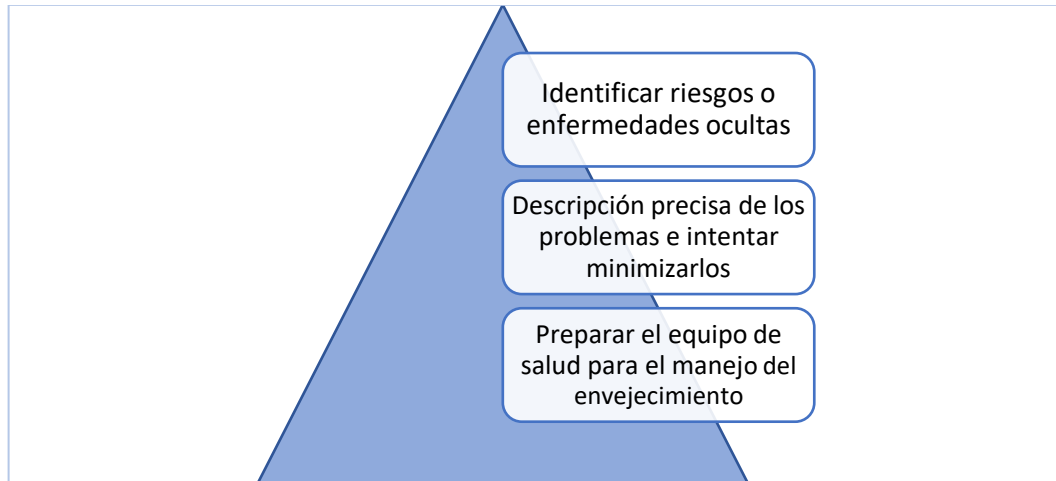 Identificar riesgos o
enfermedades ocultas
Descripción precisa de los
problemas e intentar
minimizarlos
Preparar el equipo de
salud para el manejo del
envejecimiento